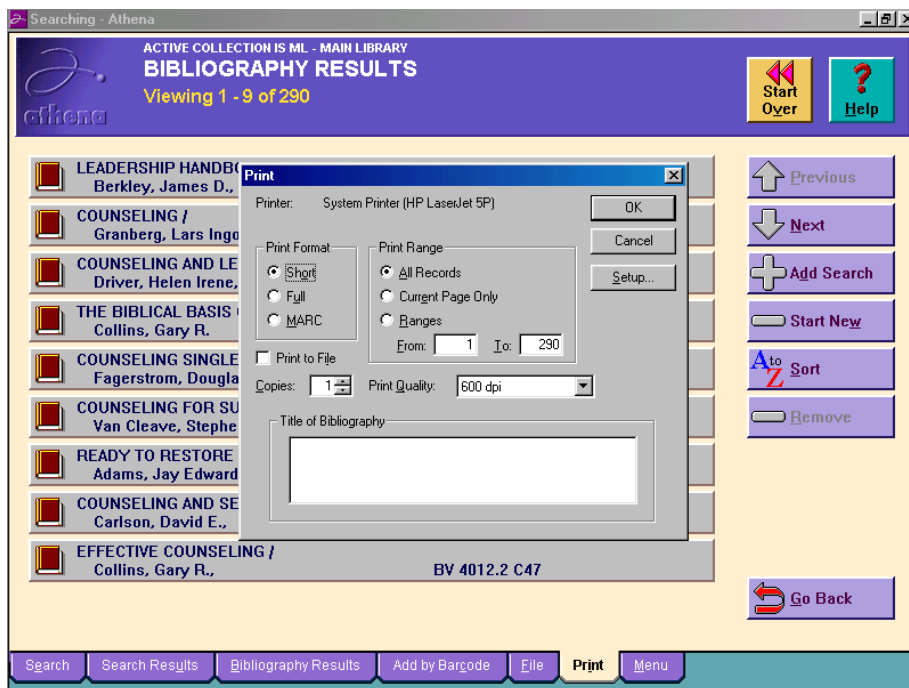 Searching - Athena
ACTIVE COLLECTION IS ML - MAIN LIBRARY
BIBLIOGRAPHY RESULTS
Viewing 1 - 9 of 290
athena
Start Over
Help
LEADERSHIP HANDBO
Berkley, James D.,
COUNSELING /
Granberg, Lars Ingo
COUNSELING AND LE
Driver, Helen Irene,
THE BIBLICAL BASIS
Collins, Gary R.
COUNSELING SINGLE
Fagerstrom, Dougla
COUNSELING FOR SU
Van Cleave, Stephe
READY TO RESTORE
Adams, Jay Edward
COUNSELING AND SE
Carlson, David E.,
EFFECTIVE COUNSELING /
Collins, Gary R., BV 4012.2 C47
Print
Printer: System Printer (HP LaserJet 5P)
OK
Cancel
Setup...
Print Format
Short
Full
MARC
Print Range
All Records
Current Page Only
Ranges
From: 1 To: 290
Print to File
Copies: 1 Print Quality: 600 dpi
Title of Bibliography
Previous
Next
Add Search
Start New
A to Z Sort
Remove
Go Back
Search Search Results Bibliography Results Add by Barcode File Print Menu